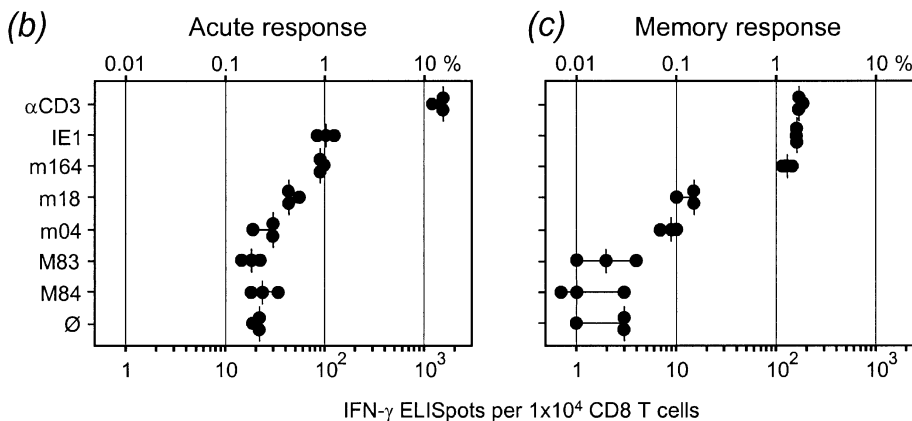 (b) Acute response
0.01 0.1 1 10 %
αCD3
IE1
m164
m18
m04
M83
M84
Ø
1 10 10² 10³
(c) Memory response
0.01 0.1 1 10 %
1 10 10² 10³
IFN-γ ELISpots per 1x10⁴ CD8 T cells